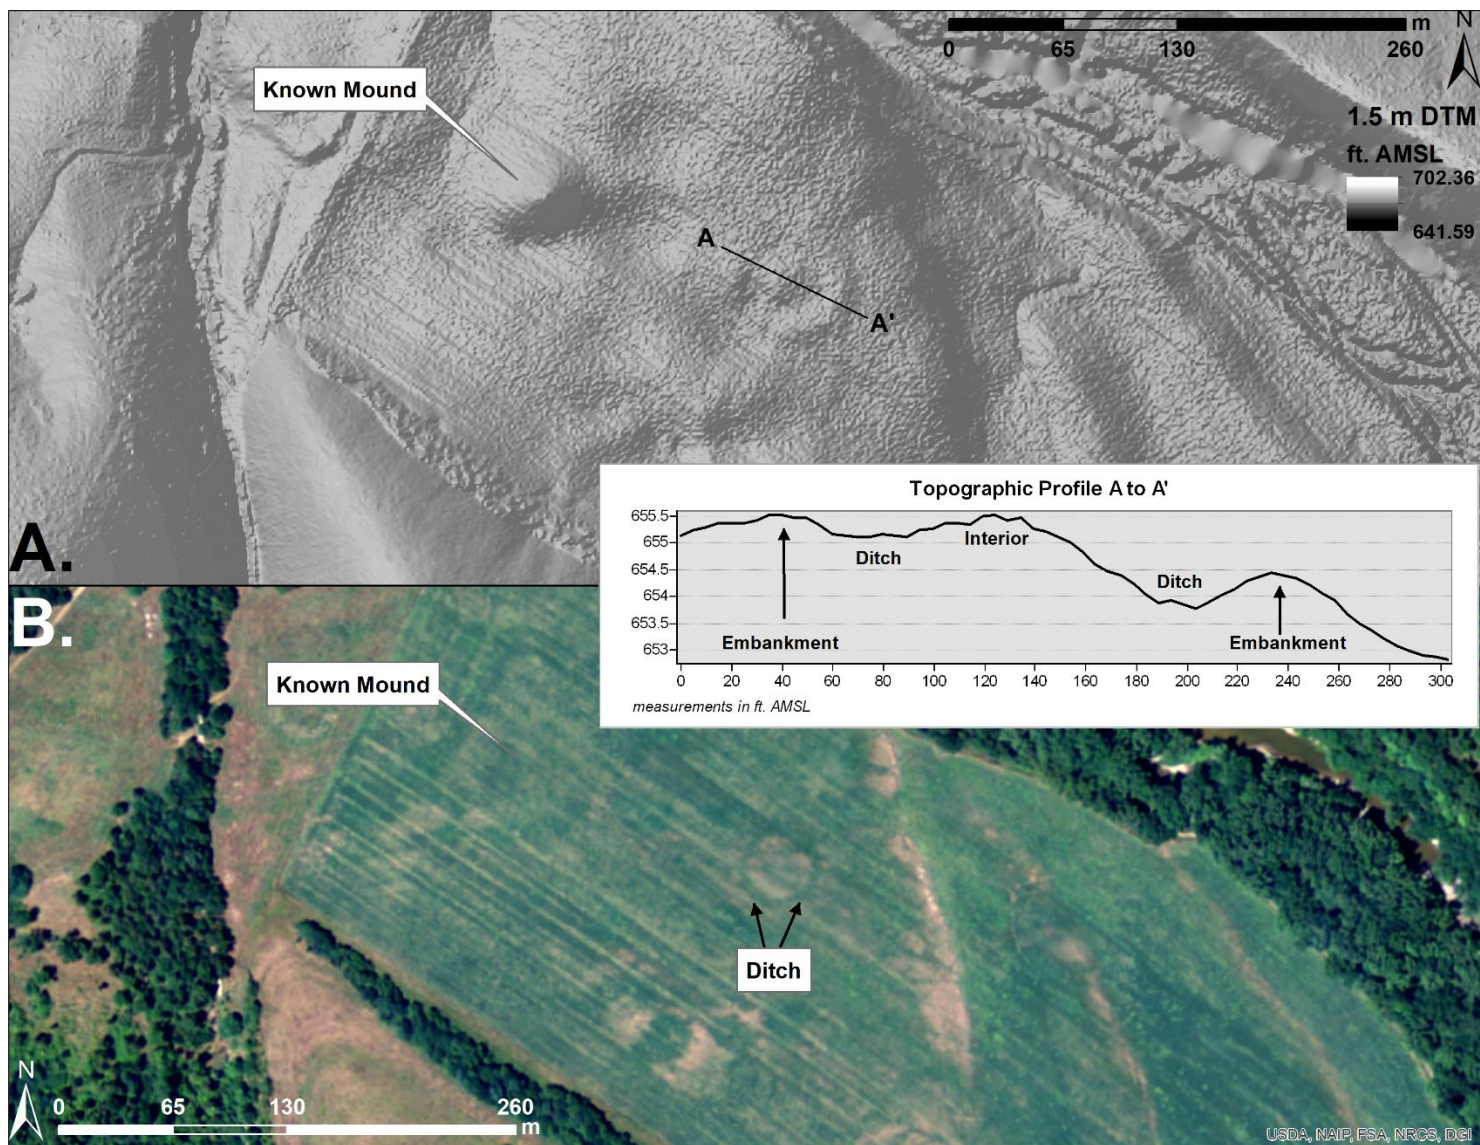 N
m
0 65 130 260
Known Mound
1.5 m DTM
ft. AMSL
702.36
641.59
A
A'
A.
Topographic Profile A to A'
655.5
655
654.5
654
653.5
653
Embankment
Ditch
Interior
Ditch
Embankment
0 20 40 60 80 100 120 140 160 180 200 220 240 260 280 300
measurements in ft. AMSL
B.
Known Mound
Ditch
N
0 65 130 260
m
USDA, NAIP, FSA, NRCS, DGI